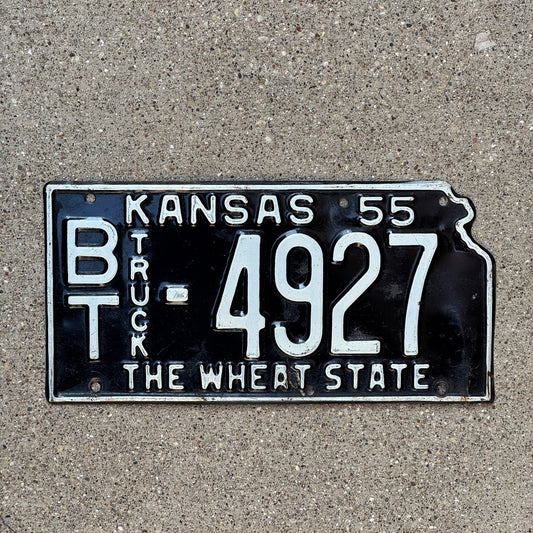 KANSAS 55
BT TRUCK - 4927
THE WHEAT STATE